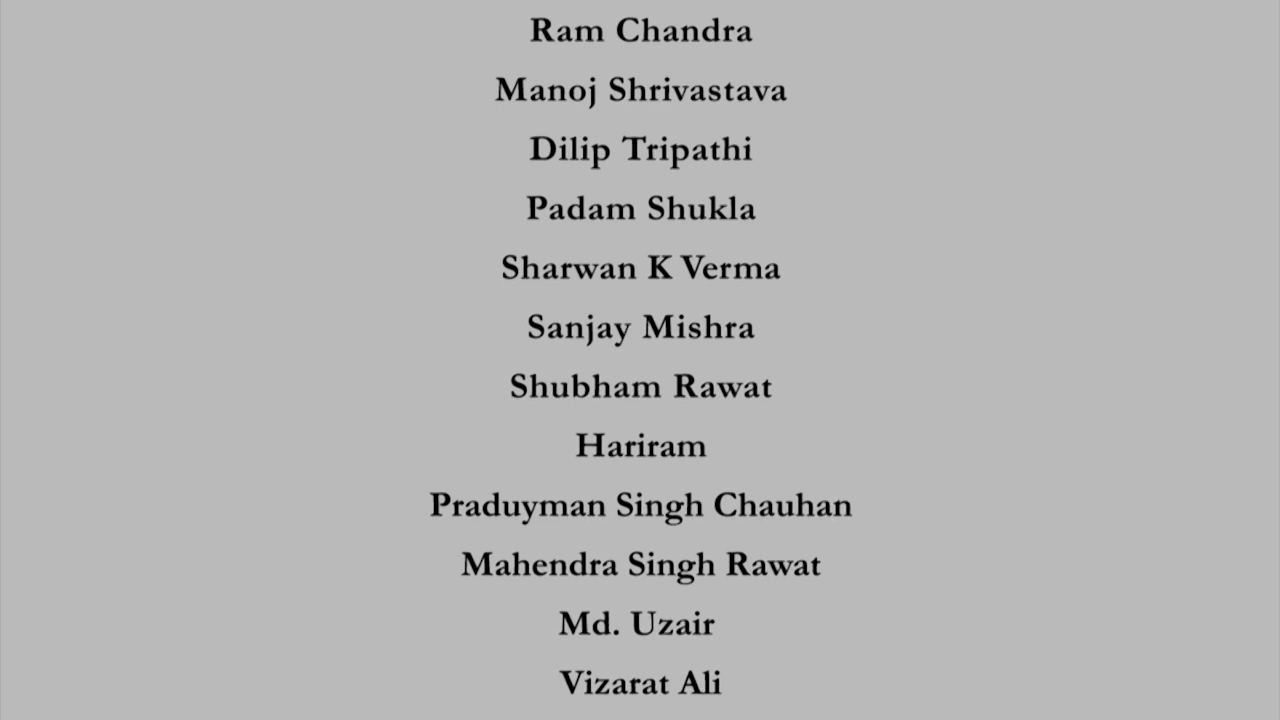 Ram Chandra
Manoj Shrivastava
Dilip Tripathi
Padam Shukla
Sharwan K Verma
Sanjay Mishra
Shubham Rawat
Hariram
Praduyman Singh Chauhan
Mahendra Singh Rawat
Md. Uzair
Vizarat Ali